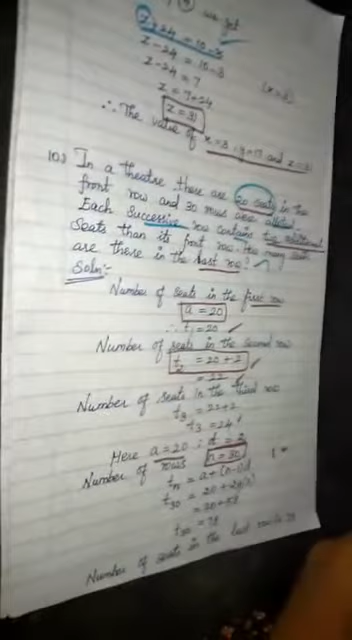 we get
z - 24 = 10 - 3
z - 24 = 7
z = 7 + 24
z = 31
∴ The value of x = 3, y = 17 and z = 31
10.) In a theatre there are 20 seats in the
front row and 30 rows were allotted.
Each successive row contains two additional
seats than its front row. How many seats
are there in the last row?
Soln:-
Number of seats in the first row
a = 20
∴ t₁ = 20
Number of seats in the second row
t₂ = 20 + 2
= 22
Number of seats in the third row
t₃ = 22 + 2
t₃ = 24
Here a = 20 ; d = 2
Number of rows n = 30
tₙ = a + (n-1)d
t₃₀ = 20 + 29(2)
= 20 + 58
t₃₀ = 78
Number of seats in the last row is 78